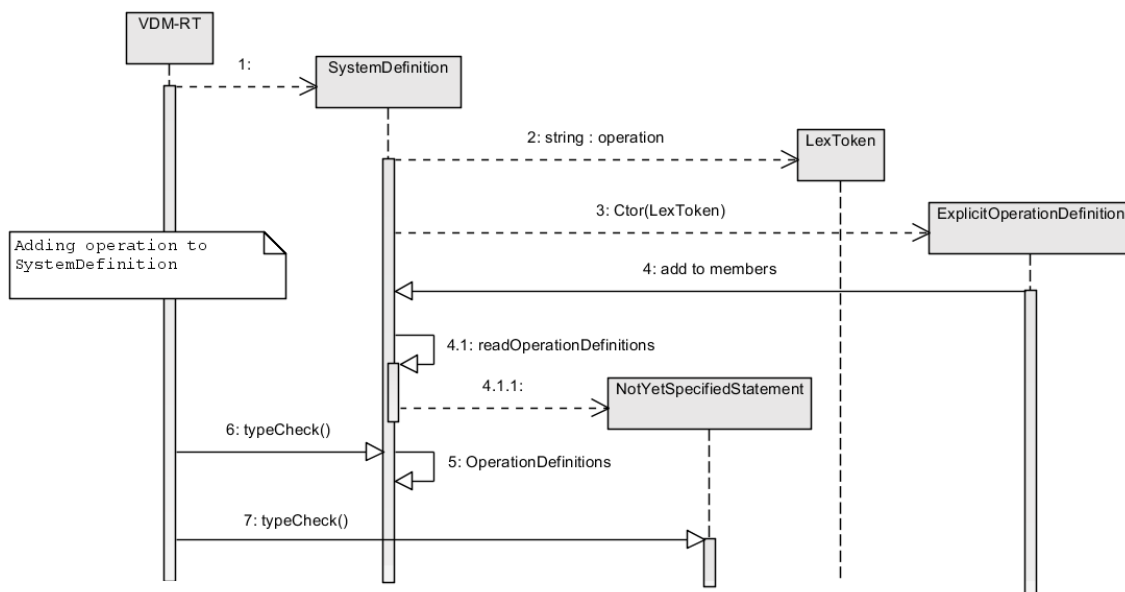 VDM-RT
1:
SystemDefinition
2: string : operation
LexToken
3: Ctor(LexToken)
ExplicitOperationDefinition
Adding operation to
SystemDefinition
4: add to members
4.1: readOperationDefinitions
4.1.1:
NotYetSpecifiedStatement
6: typeCheck()
5: OperationDefinitions
7: typeCheck()